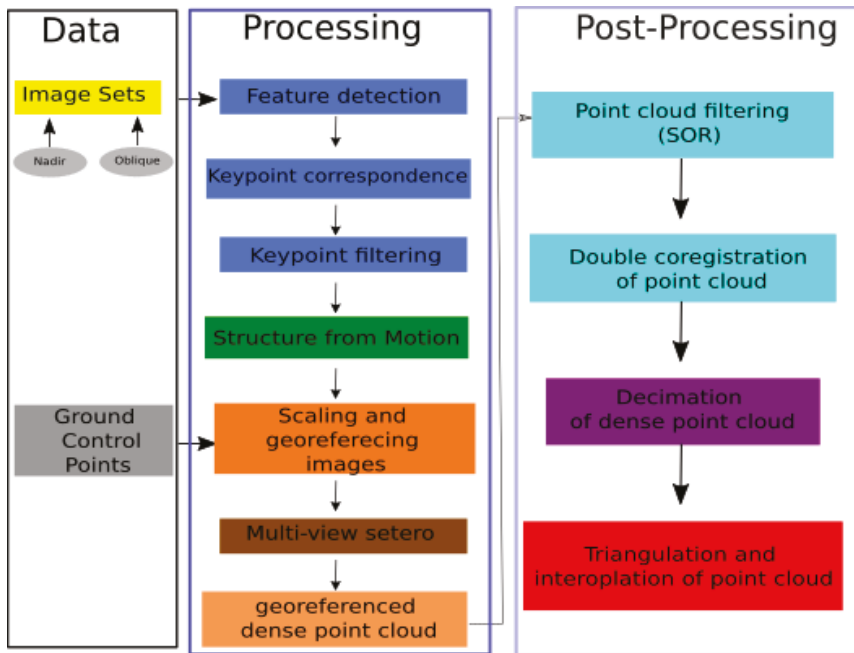 Data
Image Sets
Nadir
Oblique
Ground
Control
Points
Processing
Feature detection
Keypoint correspondence
Keypoint filtering
Structure from Motion
Scaling and
georeferecing
images
Multi-view setero
georeferenced
dense point cloud
Post-Processing
Point cloud filtering
(SOR)
Double coregistration
of point cloud
Decimation
of dense point cloud
Triangulation and
interoplation of point cloud